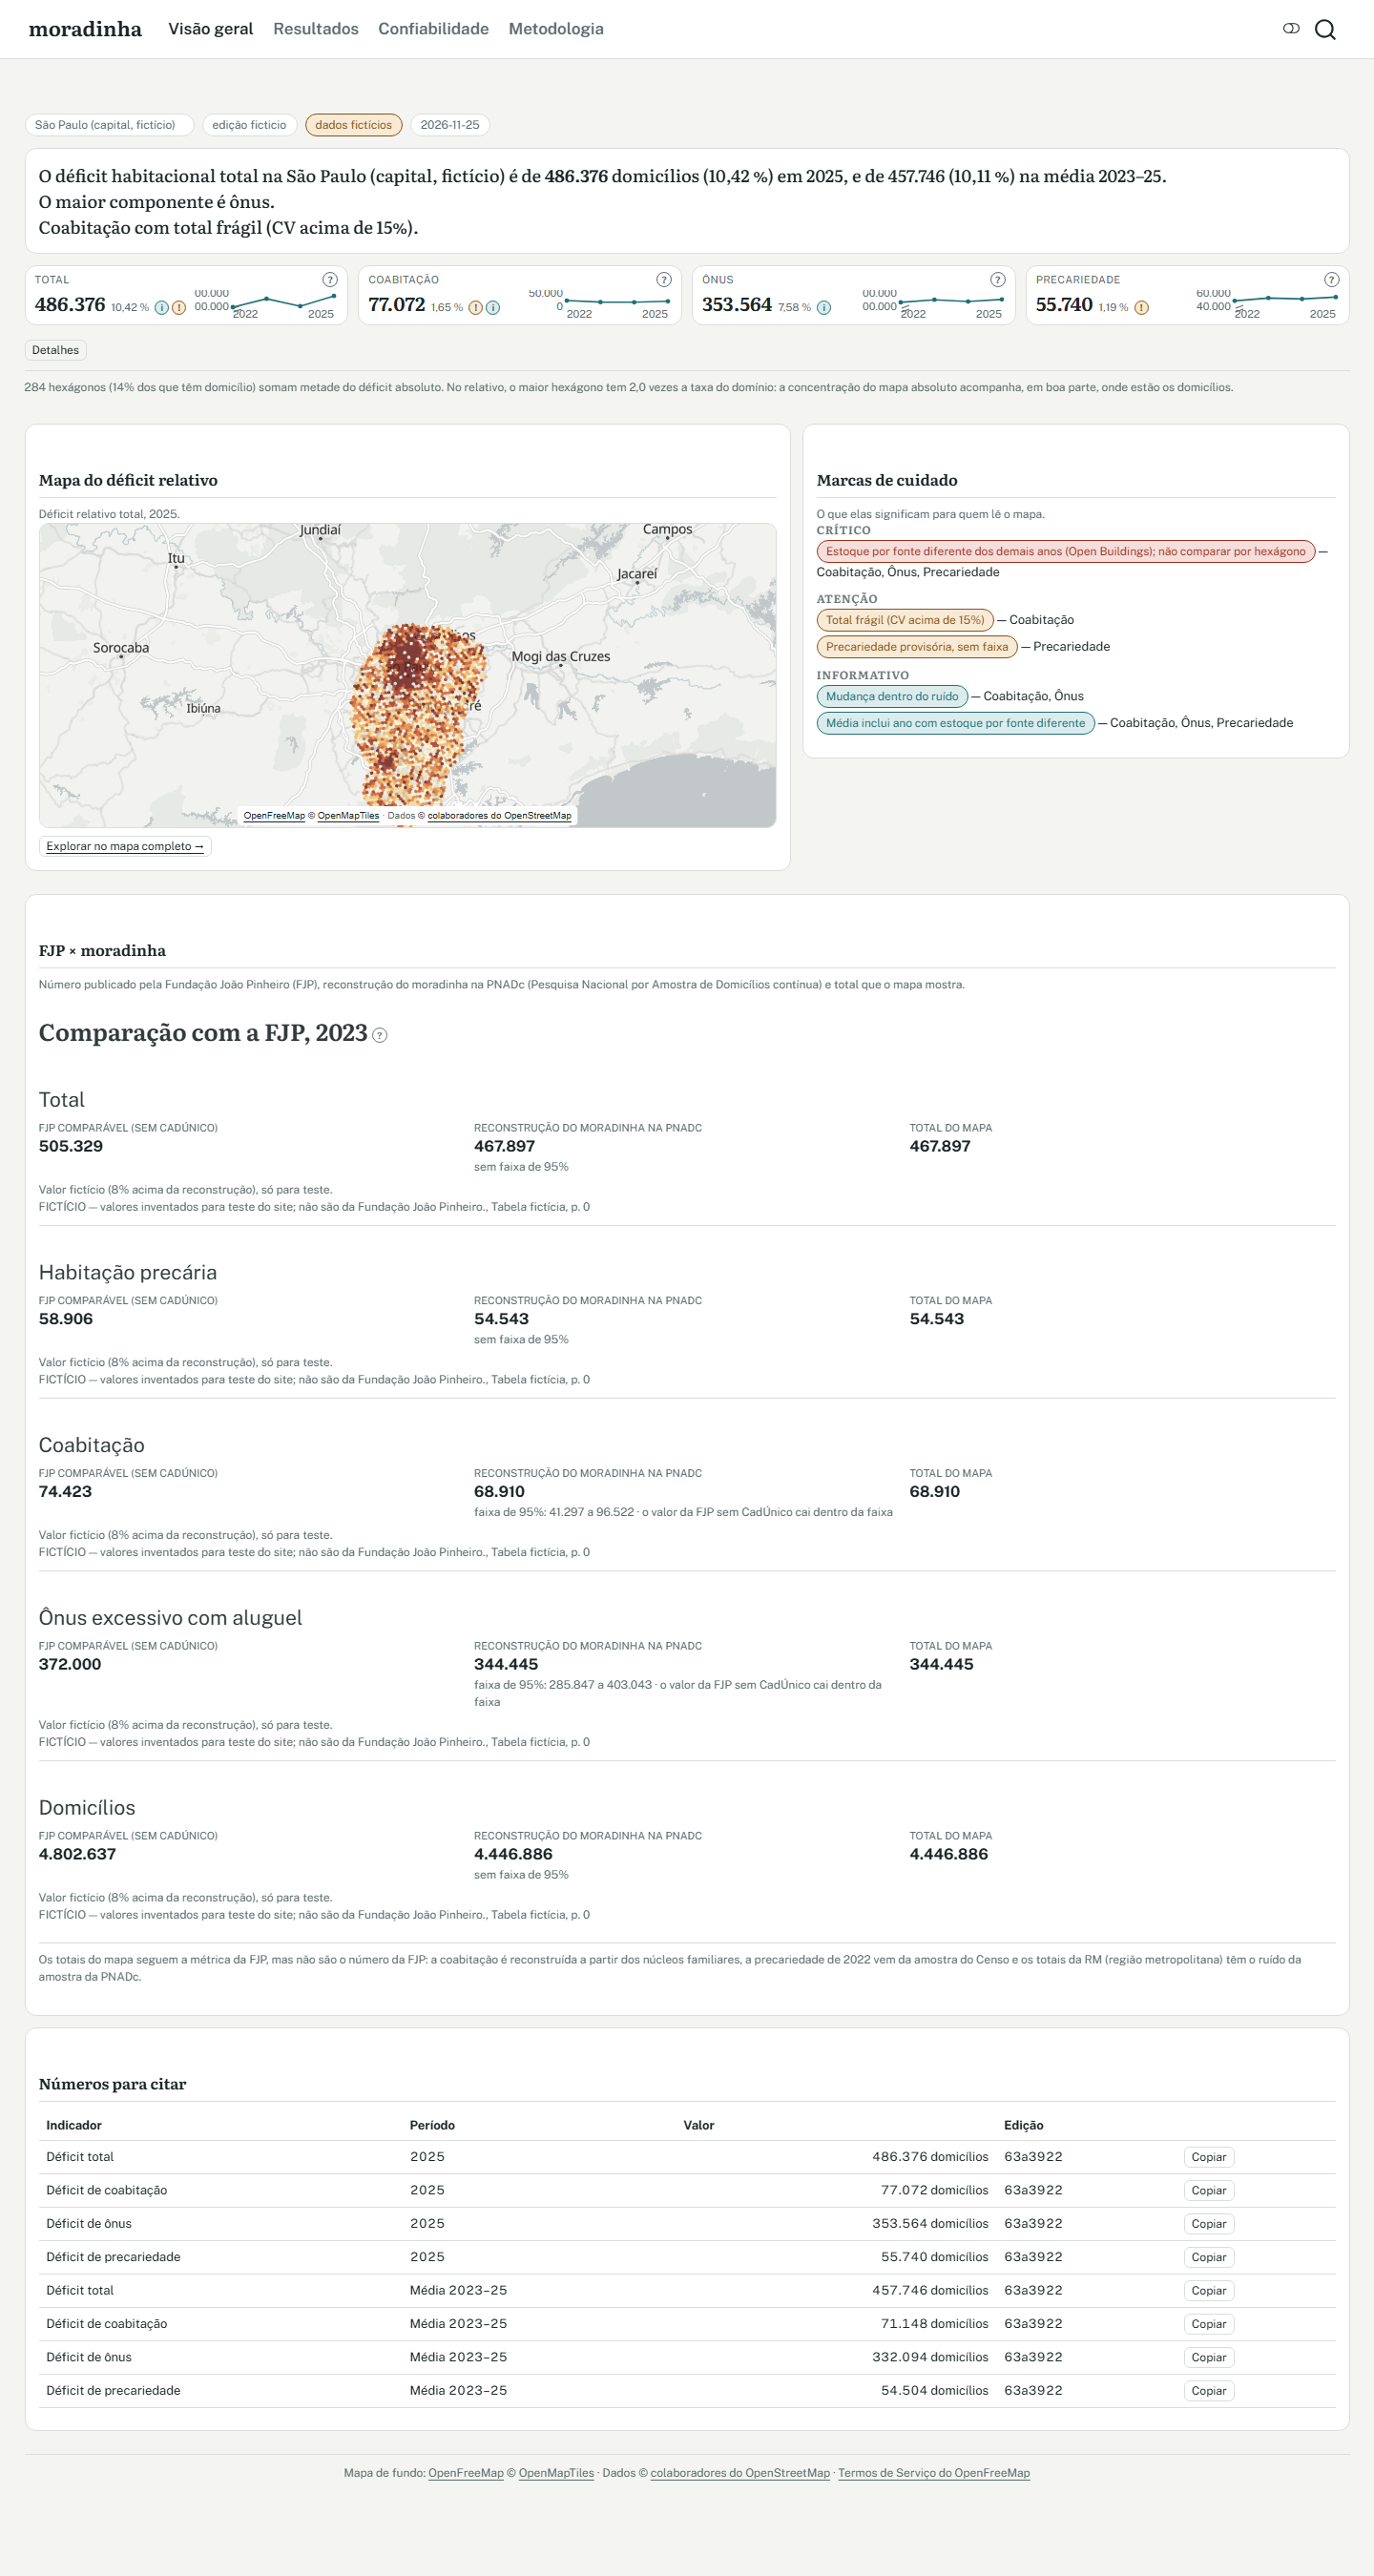 moradinha Visão geral Resultados Confiabilidade Metodologia
São Paulo (capital, fictício) edição ficticio dados fictícios 2026-11-25
O déficit habitacional total na São Paulo (capital, fictício) é de 486.376 domicílios (10,42 %) em 2025, e de 457.746 (10,11 %) na média 2023–25.
O maior componente é ônus.
Coabitação com total frágil (CV acima de 15%).
TOTAL ?
486.376 10,42 % i ! 00.000 00.000 2022 2025
COABITAÇÃO ?
77.072 1,65 % ! i 50.000 0 2022 2025
ÔNUS ?
353.564 7,58 % i 00.000 00.000 2022 2025
PRECARIEDADE ?
55.740 1,19 % ! 60.000 40.000 2022 2025
Detalhes
284 hexágonos (14% dos que têm domicílio) somam metade do déficit absoluto. No relativo, o maior hexágono tem 2,0 vezes a taxa do domínio: a concentração do mapa absoluto acompanha, em boa parte, onde estão os domicílios.
Mapa do déficit relativo
Déficit relativo total, 2025.
Jundiaí
Campos
Itu
Jacareí
Sorocaba
Mogi das Cruzes
Ibiúna
OpenFreeMap © OpenMapTiles · Dados © colaboradores do OpenStreetMap
Explorar no mapa completo →
Marcas de cuidado
O que elas significam para quem lê o mapa.
CRÍTICO
Estoque por fonte diferente dos demais anos (Open Buildings); não comparar por hexágono —
Coabitação, Ônus, Precariedade
ATENÇÃO
Total frágil (CV acima de 15%) — Coabitação
Precariedade provisória, sem faixa — Precariedade
INFORMATIVO
Mudança dentro do ruído — Coabitação, Ônus
Média inclui ano com estoque por fonte diferente — Coabitação, Ônus, Precariedade
FJP × moradinha
Número publicado pela Fundação João Pinheiro (FJP), reconstrução do moradinha na PNADc (Pesquisa Nacional por Amostra de Domicílios contínua) e total que o mapa mostra.
Comparação com a FJP, 2023 ?
Total
FJP COMPARÁVEL (SEM CADÚNICO) RECONSTRUÇÃO DO MORADINHA NA PNADC TOTAL DO MAPA
505.329 467.897 467.897
sem faixa de 95%
Valor fictício (8% acima da reconstrução), só para teste.
FICTÍCIO — valores inventados para teste do site; não são da Fundação João Pinheiro., Tabela fictícia, p. 0
Habitação precária
FJP COMPARÁVEL (SEM CADÚNICO) RECONSTRUÇÃO DO MORADINHA NA PNADC TOTAL DO MAPA
58.906 54.543 54.543
sem faixa de 95%
Valor fictício (8% acima da reconstrução), só para teste.
FICTÍCIO — valores inventados para teste do site; não são da Fundação João Pinheiro., Tabela fictícia, p. 0
Coabitação
FJP COMPARÁVEL (SEM CADÚNICO) RECONSTRUÇÃO DO MORADINHA NA PNADC TOTAL DO MAPA
74.423 68.910 68.910
faixa de 95%: 41.297 a 96.522 · o valor da FJP sem CadÚnico cai dentro da faixa
Valor fictício (8% acima da reconstrução), só para teste.
FICTÍCIO — valores inventados para teste do site; não são da Fundação João Pinheiro., Tabela fictícia, p. 0
Ônus excessivo com aluguel
FJP COMPARÁVEL (SEM CADÚNICO) RECONSTRUÇÃO DO MORADINHA NA PNADC TOTAL DO MAPA
372.000 344.445 344.445
faixa de 95%: 285.847 a 403.043 · o valor da FJP sem CadÚnico cai dentro da
faixa
Valor fictício (8% acima da reconstrução), só para teste.
FICTÍCIO — valores inventados para teste do site; não são da Fundação João Pinheiro., Tabela fictícia, p. 0
Domicílios
FJP COMPARÁVEL (SEM CADÚNICO) RECONSTRUÇÃO DO MORADINHA NA PNADC TOTAL DO MAPA
4.802.637 4.446.886 4.446.886
sem faixa de 95%
Valor fictício (8% acima da reconstrução), só para teste.
FICTÍCIO — valores inventados para teste do site; não são da Fundação João Pinheiro., Tabela fictícia, p. 0
Os totais do mapa seguem a métrica da FJP, mas não são o número da FJP: a coabitação é reconstruída a partir dos núcleos familiares, a precariedade de 2022 vem da amostra do Censo e os totais da RM (região metropolitana) têm o ruído da
amostra da PNADc.
Números para citar
Indicador Período Valor Edição
Déficit total 2025 486.376 domicílios 63a3922 Copiar
Déficit de coabitação 2025 77.072 domicílios 63a3922 Copiar
Déficit de ônus 2025 353.564 domicílios 63a3922 Copiar
Déficit de precariedade 2025 55.740 domicílios 63a3922 Copiar
Déficit total Média 2023–25 457.746 domicílios 63a3922 Copiar
Déficit de coabitação Média 2023–25 71.148 domicílios 63a3922 Copiar
Déficit de ônus Média 2023–25 332.094 domicílios 63a3922 Copiar
Déficit de precariedade Média 2023–25 54.504 domicílios 63a3922 Copiar
Mapa de fundo: OpenFreeMap © OpenMapTiles · Dados © colaboradores do OpenStreetMap · Termos de Serviço do OpenFreeMap